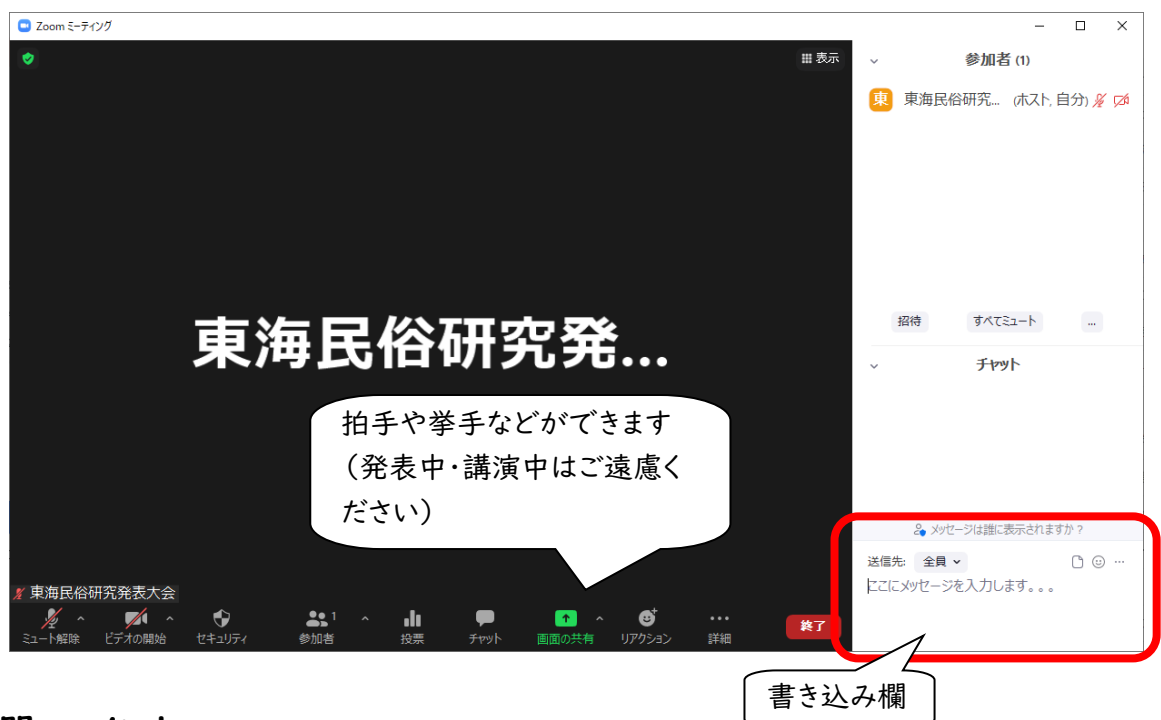 Zoom ミーティング
表示
参加者 (1)
東 東海民俗研究... (ホスト, 自分)
招待 すべてミュート ...
東海民俗研究発...
チャット
拍手や挙手などができます
（発表中・講演中はご遠慮く
ださい）
メッセージは誰に表示されますか？
送信先: 全員
ここにメッセージを入力します。。。
東海民俗研究発表大会
1
ミュート解除 ビデオの開始 セキュリティ 参加者 投票 チャット 画面の共有 リアクション 詳細 終了
書き込み欄